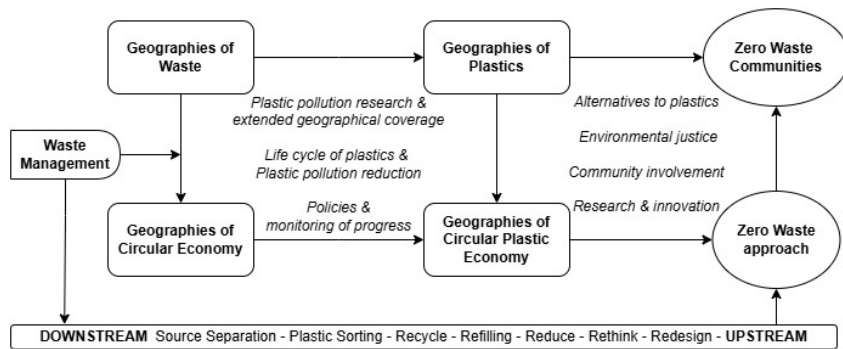 Geographies of
Waste
Geographies of
Plastics
Zero Waste
Communities
Plastic pollution research &
extended geographical coverage
Alternatives to plastics
Environmental justice
Waste
Management
Life cycle of plastics &
Plastic pollution reduction
Community involvement
Policies &
monitoring of progress
Research & innovation
Geographies of
Circular Economy
Geographies of
Circular Plastic
Economy
Zero Waste
approach
DOWNSTREAM Source Separation - Plastic Sorting - Recycle - Refilling - Reduce - Rethink - Redesign - UPSTREAM